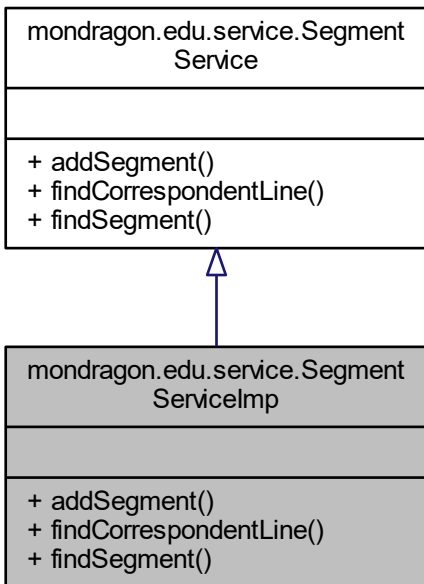 mondragon.edu.service.Segment
Service
+ addSegment()
+ findCorrespondentLine()
+ findSegment()
mondragon.edu.service.Segment
ServiceImp
+ addSegment()
+ findCorrespondentLine()
+ findSegment()